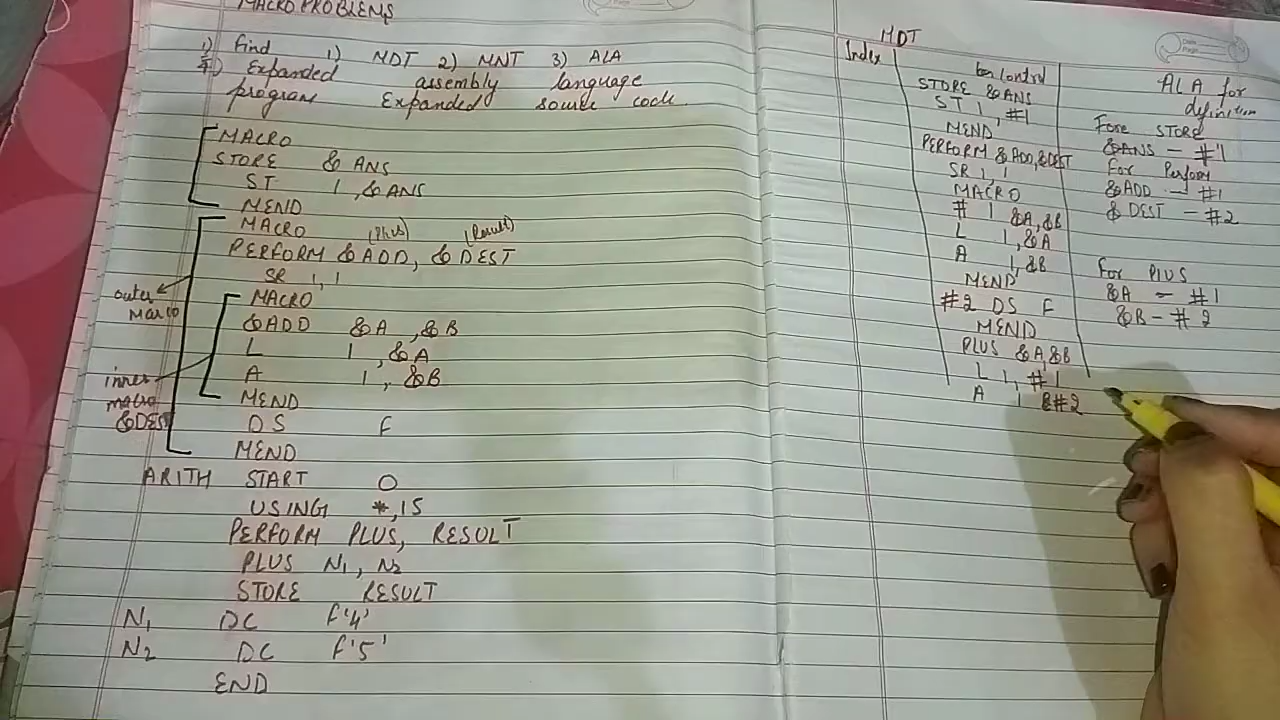 MACRO PROBLEMS
1) Find 1) MDT 2) MNT 3) ALA
4) Expanded assembly language
program Expanded source code.
MACRO
STORE &ANS
ST 1, &ANS
MEND
MACRO (Plus) (Result)
PERFORM &ADD, &DEST
SR 1, 1
MACRO
&ADD &A, &B
L 1, &A
A 1, &B
MEND
DS F
MEND
outer
Marco
inner
macro
&DEST
ARITH START 0
USING *,15
PERFORM PLUS, RESULT
PLUS N1, N2
STORE RESULT
N1 DC F'4'
N2 DC F'5'
END
MDT
Index
STORE &ANS
ST 1, #1
MEND
PERFORM &ADD,&DEST
SR 1, 1
MACRO
# 1 &A,&B
L 1,&A
A 1,&B
MEND
#2 DS F
MEND
PLUS &A,&B
L 1, #1
A 1 &#2
ALA for
definition
Fore STORE
&ANS - #1
For Perform
&ADD - #1
&DEST - #2
For PLUS
&A - #1
&B - #2
Date
Page